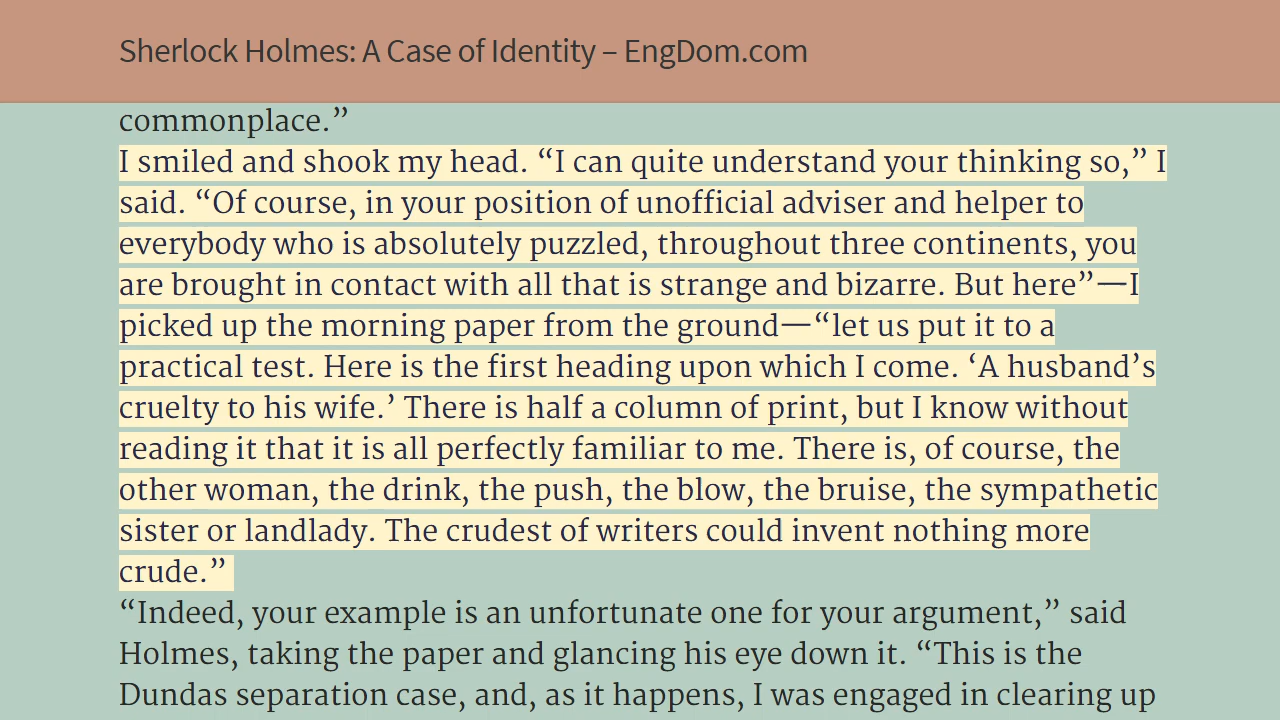 Sherlock Holmes: A Case of Identity – EngDom.com
commonplace.”
I smiled and shook my head. “I can quite understand your thinking so,” I
said. “Of course, in your position of unofficial adviser and helper to
everybody who is absolutely puzzled, throughout three continents, you
are brought in contact with all that is strange and bizarre. But here”—I
picked up the morning paper from the ground—“let us put it to a
practical test. Here is the first heading upon which I come. ‘A husband’s
cruelty to his wife.’ There is half a column of print, but I know without
reading it that it is all perfectly familiar to me. There is, of course, the
other woman, the drink, the push, the blow, the bruise, the sympathetic
sister or landlady. The crudest of writers could invent nothing more
crude.”
“Indeed, your example is an unfortunate one for your argument,” said
Holmes, taking the paper and glancing his eye down it. “This is the
Dundas separation case, and, as it happens, I was engaged in clearing up